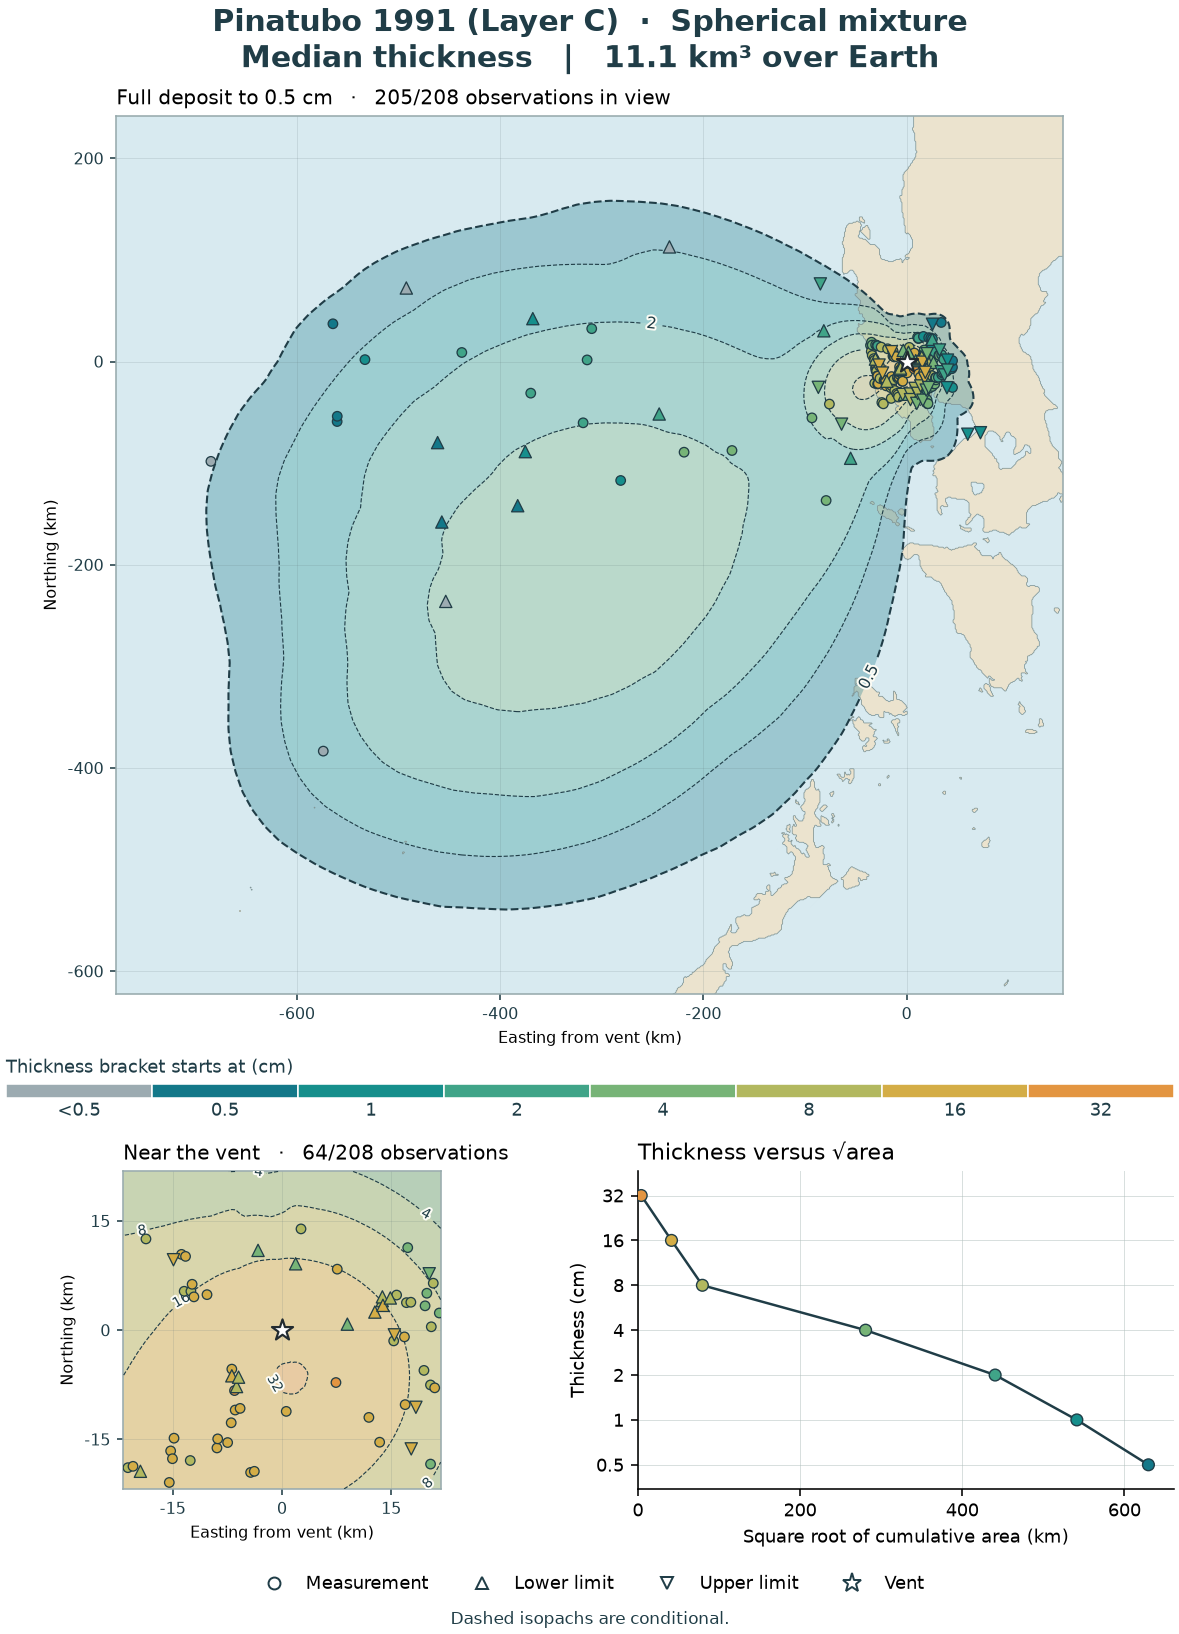 Pinatubo 1991 (Layer C)  ·  Spherical mixture
Median thickness   |   11.1 km³ over Earth
Full deposit to 0.5 cm   ·   205/208 observations in view
200
0
-200
-400
-600
Northing (km)
2
0.5
-600
-400
-200
0
Easting from vent (km)
Thickness bracket starts at (cm)
<0.5
0.5
1
2
4
8
16
32
Near the vent   ·   64/208 observations
15
0
-15
Northing (km)
4
8
4
16
32
8
-15
0
15
Easting from vent (km)
Thickness versus √area
32
16
8
4
2
1
0.5
Thickness (cm)
0
200
400
600
Square root of cumulative area (km)
Measurement
Lower limit
Upper limit
Vent
Dashed isopachs are conditional.